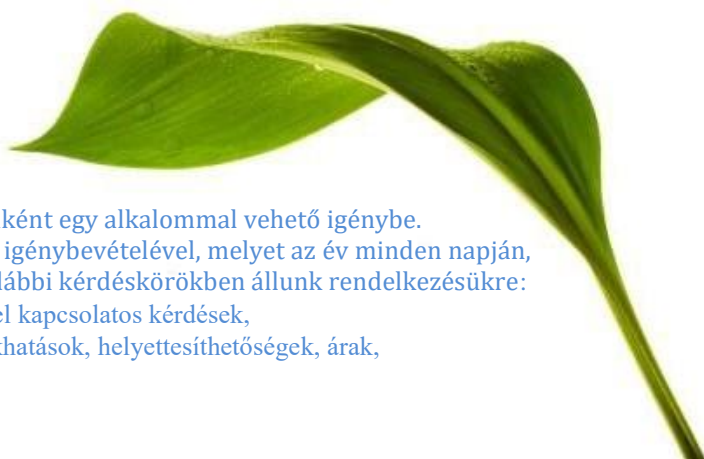 ként egy alkalommal vehető igénybe.
igénybevételével, melyet az év minden napján,
lábbi kérdéskörökben állunk rendelkezésükre:
el kapcsolatos kérdések,
khatások, helyettesíthetőségek, árak,